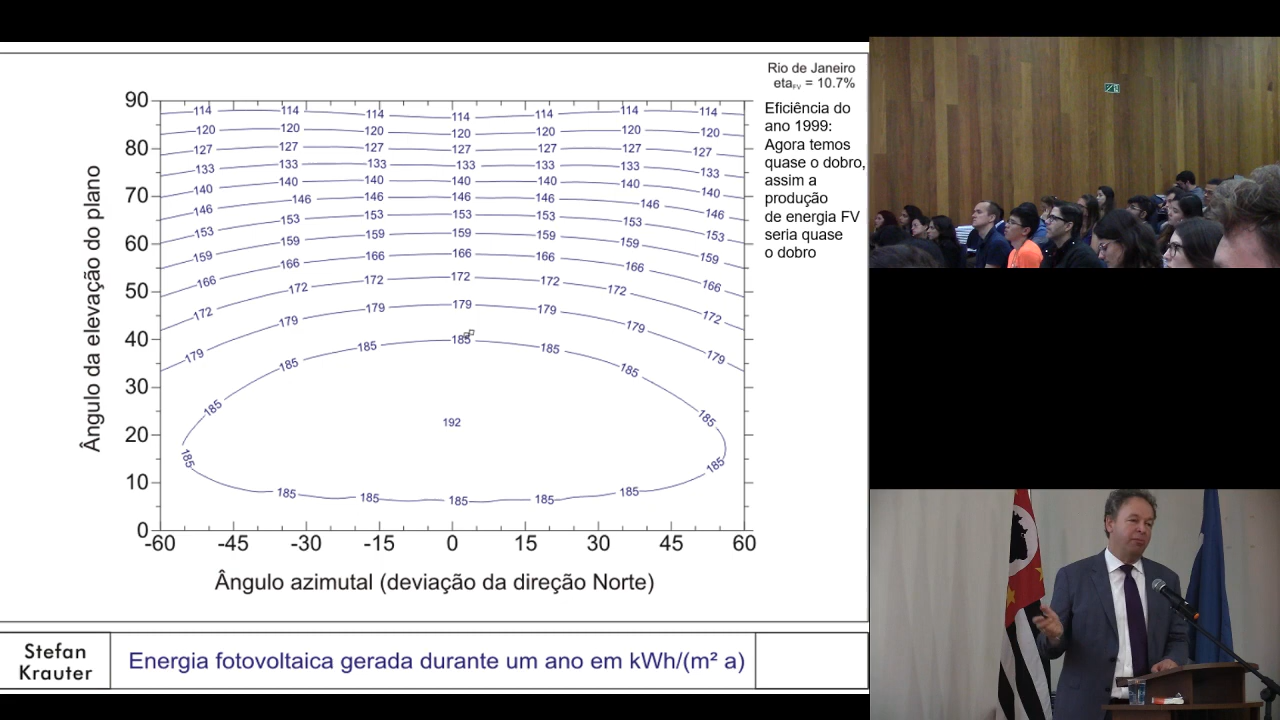 Rio de Janeiro
eta_FV = 10.7%
Eficiência do
ano 1999:
Agora temos
quase o dobro,
assim a
produção
de energia FV
seria quase
o dobro
Ângulo da elevação do plano
90
80
70
60
50
40
30
20
10
0
114 114 114 114 114 114 114
120 120 120 120 120 120 120
127 127 127 127 127 127 127
133 133 133 133 133 133 133
140 140 140 140 140 140 140
146 146 146 146 146 146 146
153 153 153 153 153 153 153
159 159 159 159 159 159 159
166 166 166 166 166 166 166
172 172 172 172 172 172 172
179 179 179 179 179 179 179
185 185 185 185 185
185 185
192
185 185
185 185 185 185 185
-60 -45 -30 -15 0 15 30 45 60
Ângulo azimutal (deviação da direção Norte)
Stefan
Krauter
Energia fotovoltaica gerada durante um ano em kWh/(m² a)